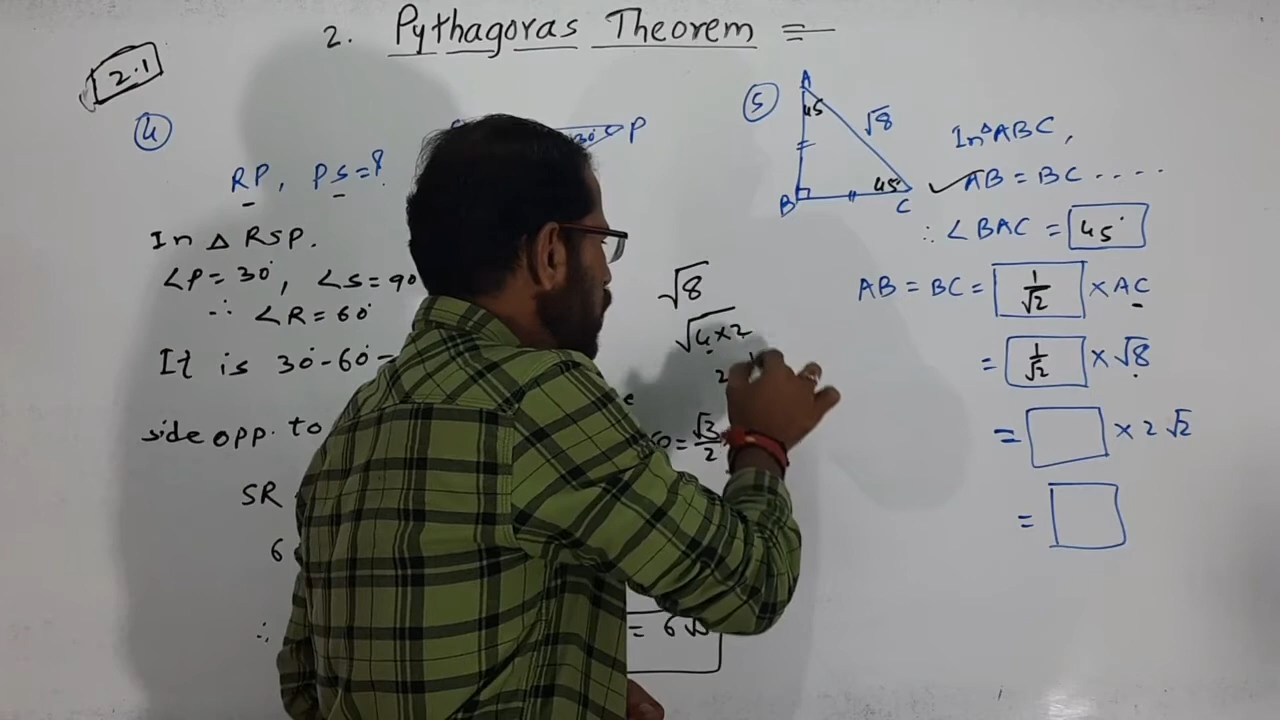 2. Pythagoras Theorem =
2.1
4
P
30°
RP, PS=?
In △ RSP.
∠P=30°, ∠S=90
∴ ∠R=60°
It is 30-60-
side opp. to
SR
6
∴
√8
√4×2
2
= √3/2
= 6√3
5
A
45
√8
B
45
C
In △ABC,
AB = BC ....
∴ ∠BAC = 45°
AB = BC = 1/√2 × AC
= 1/√2 × √8
= × 2√2
=